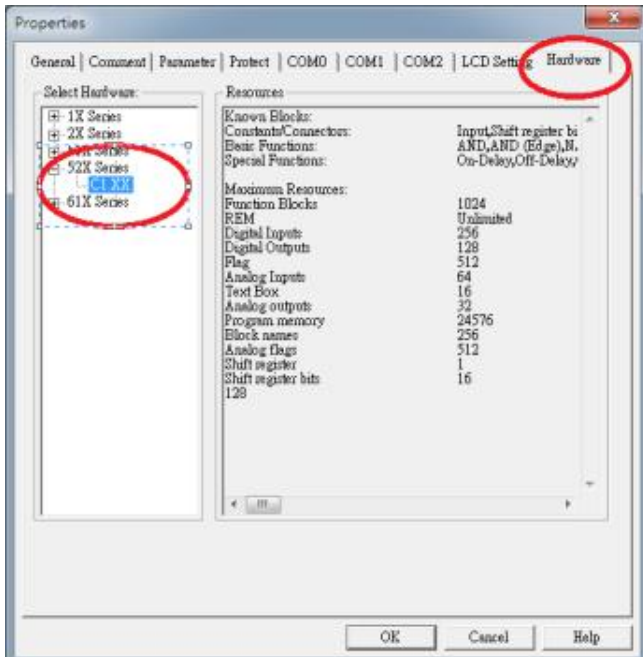 Properties
General | Comment | Parameter | Protect | COM0 | COM1 | COM2 | LCD Setting | Hardware
Select Hardware:
1X Series
2X Series
Series
52X Series
C1 XX
61X Series
Resources
Known Blocks:
Constants/Connectors: Input,Shift register bi
Basic Functions: AND,AND (Edge),N.
Special Functions: On-Delay,Off-Delay,
Maximum Resources:
Function Blocks 1024
REM Unlimited
Digital Inputs 256
Digital Outputs 128
Flag 512
Analog Inputs 64
Text Box 16
Analog outputs 32
Program memory 24576
Block names 256
Analog flags 512
Shift register 1
Shift register bits 16
128
OK
Cancel
Help